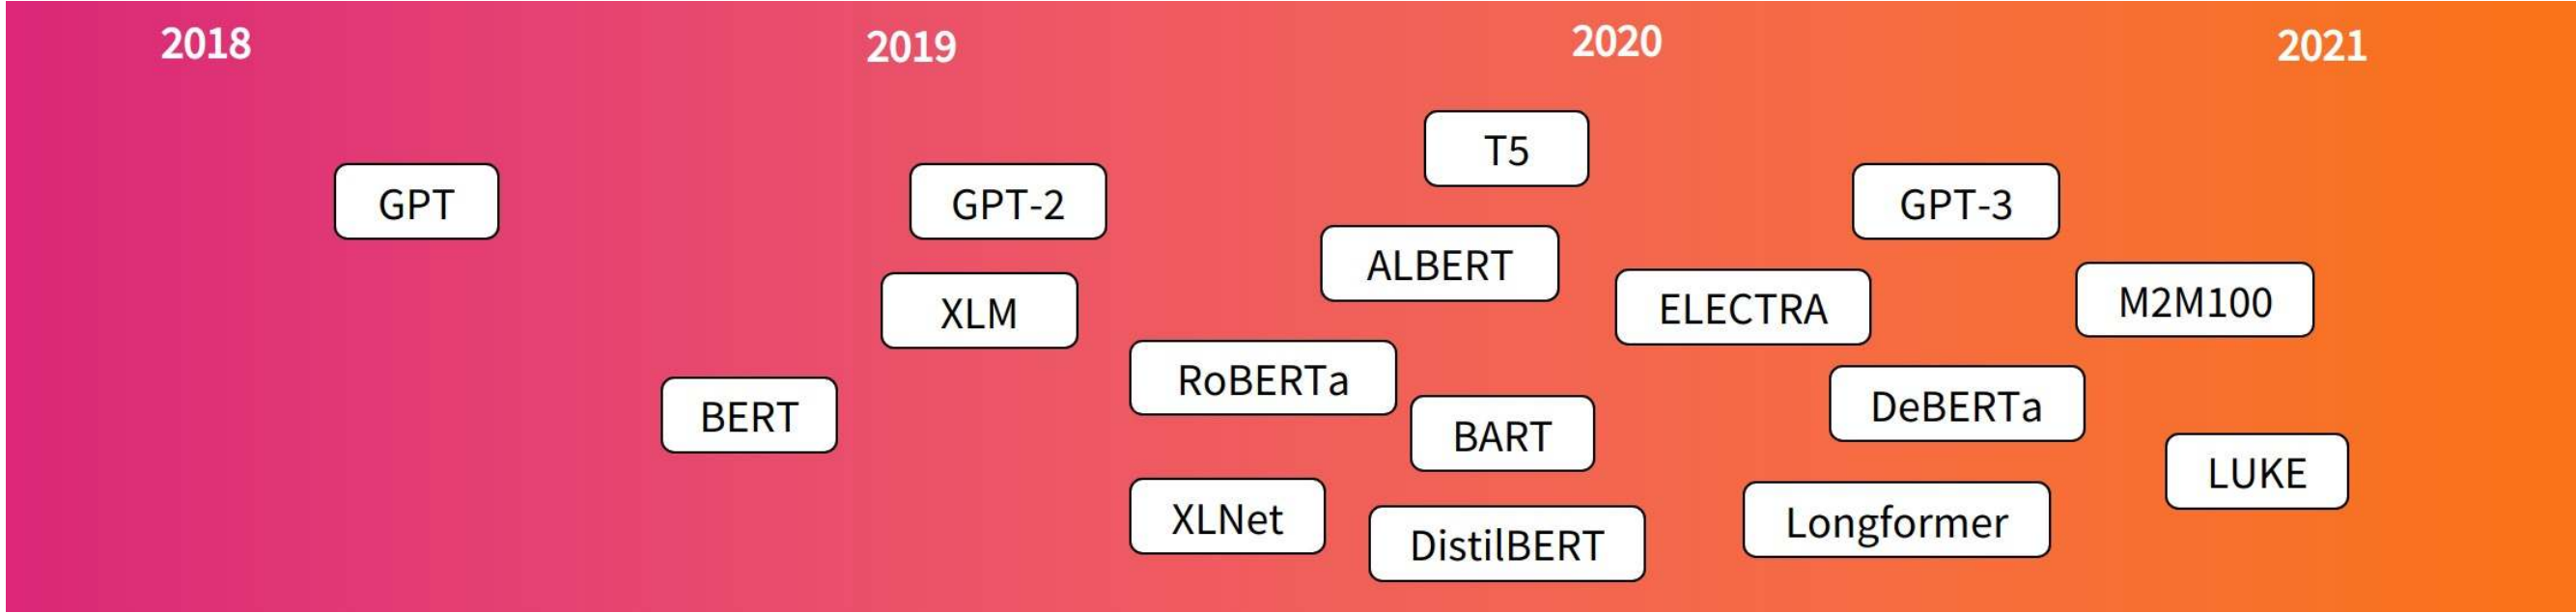 2018
2019
2020
2021
T5
GPT
GPT-2
GPT-3
ALBERT
XLM
ELECTRA
M2M100
RoBERTa
BERT
BART
DeBERTa
LUKE
XLNet
DistilBERT
Longformer